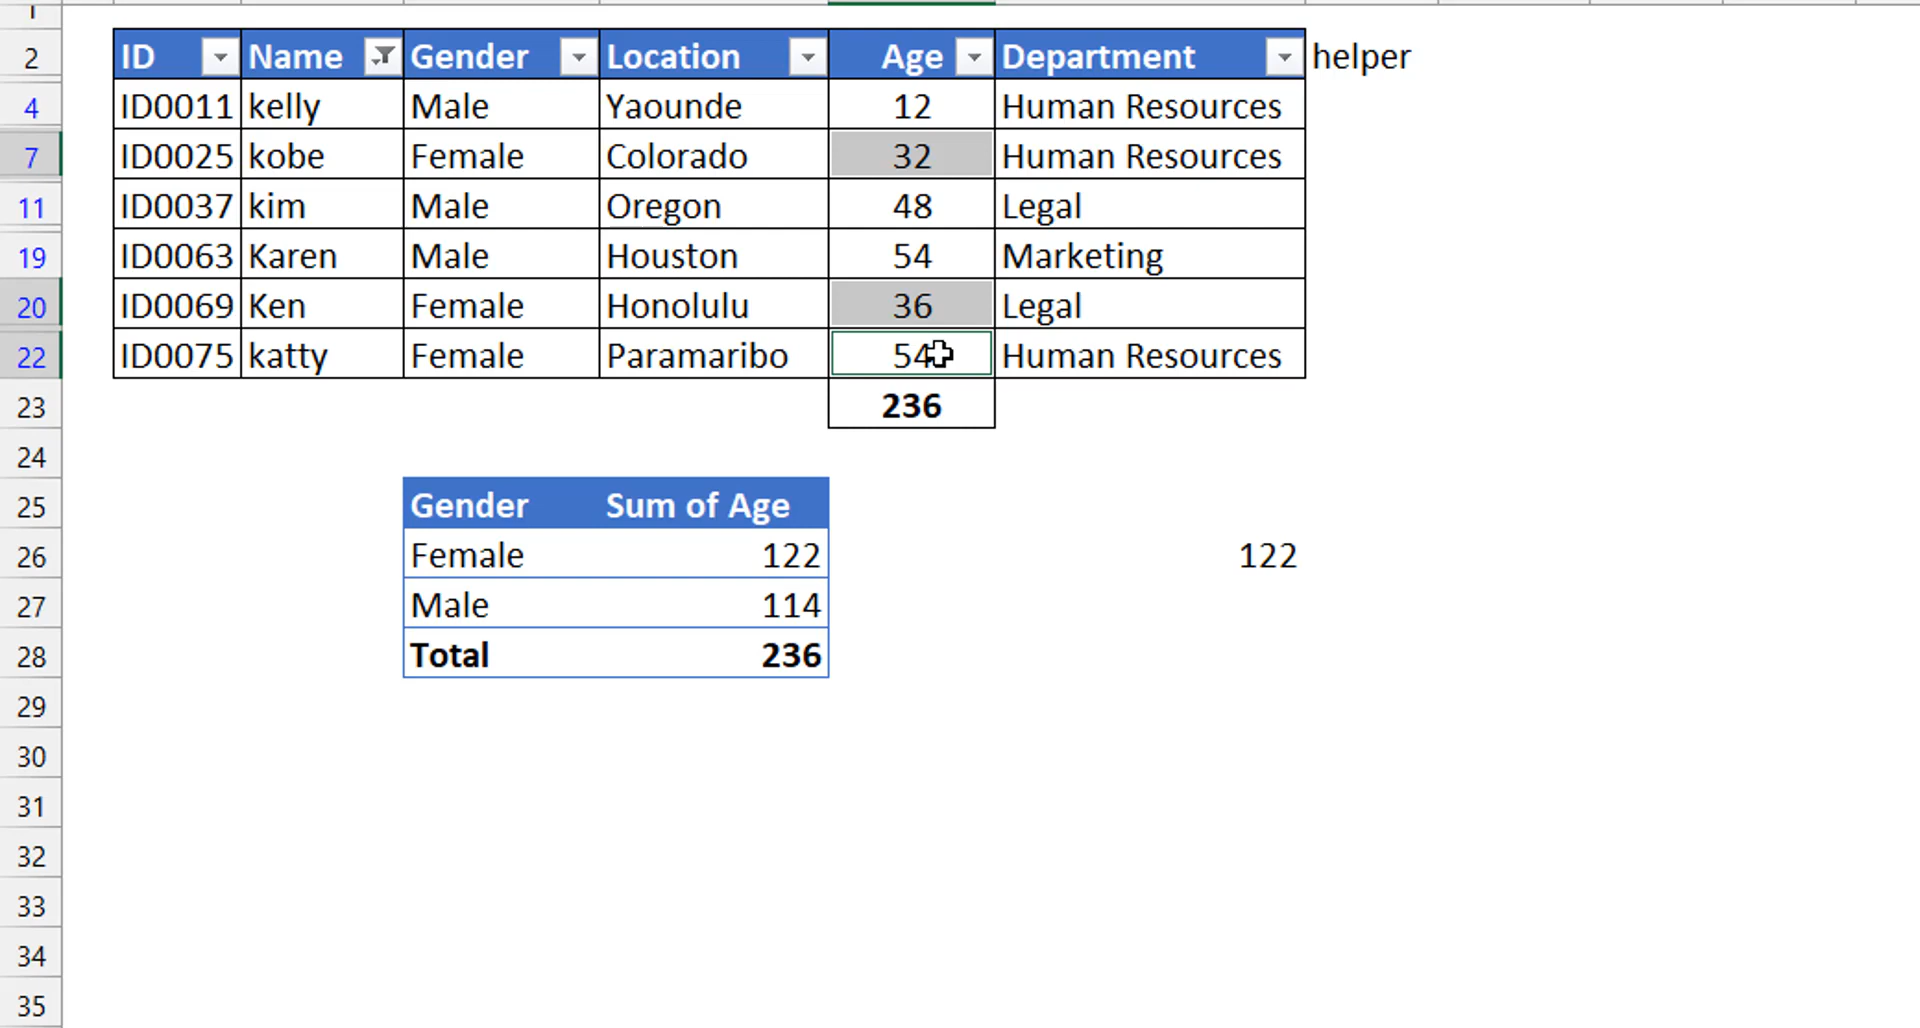 1
2 ID Name Gender Location Age Department helper
4 ID0011 kelly Male Yaounde 12 Human Resources
7 ID0025 kobe Female Colorado 32 Human Resources
11 ID0037 kim Male Oregon 48 Legal
19 ID0063 Karen Male Houston 54 Marketing
20 ID0069 Ken Female Honolulu 36 Legal
22 ID0075 katty Female Paramaribo 54 Human Resources
23 236
24
25 Gender Sum of Age
26 Female 122 122
27 Male 114
28 Total 236
29
30
31
32
33
34
35